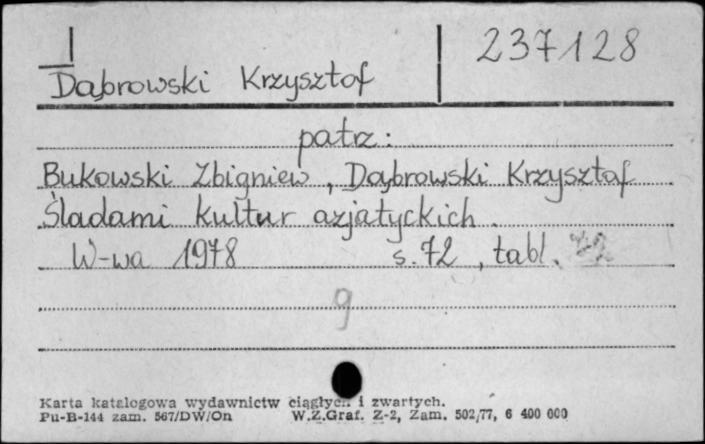 237128
Dąbrowski Krzysztof
patrz:
Bukowski Zbigniew, Dąbrowski Krzysztof
Śladami kultur azjatyckich.
W-wa 1978 s. 72, tabl.
9
Karta katalogowa wydawnictw ciągłych i zwartych.
Pu-B-144 zam. 567/DW/On W.Z.Graf. Z-2, Zam. 502/77, 6 400 000